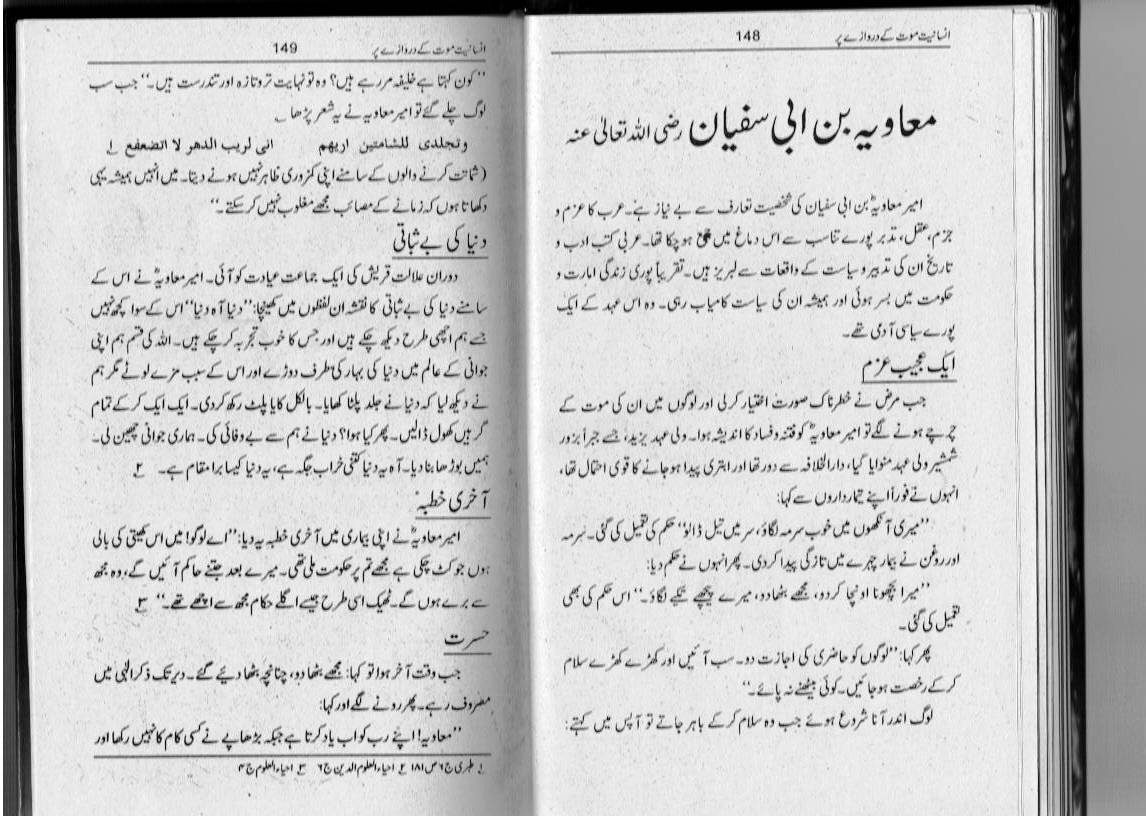 انسانیت موت کے دروازے پر
148
معاویہ بن ابی سفیان رضی اللہ تعالیٰ عنہ
امیر معاویہؓ بن ابی سفیان کی شخصیت تعارف سے بے نیاز ہے۔ عرب کا عزم و
جزم، عقل، تدبر پورے تناسب سے اس دماغ میں جمع ہو چکا تھا۔ عربی کتب ادب و
تاریخ ان کی تدبیر و سیاست کے واقعات سے لبریز ہیں۔ تقریباً پوری زندگی امارت و
حکومت میں بسر ہوئی اور ہمیشہ ان کی سیاست کامیاب رہی۔ وہ اس عہد کے ایک
پورے سیاسی آدمی تھے۔
ایک عجیب عزم
جب مرض نے خطرناک صورت اختیار کر لی اور لوگوں میں ان کی موت کے
چرچے ہونے لگے تو امیر معاویہؓ کو فتنہ و فساد کا اندیشہ ہوا۔ ولی عہد یزید، جسے جبراً بزور
شمشیر ولی عہد منوایا گیا، دارالخلافہ سے دور تھا اور ابتری پیدا ہو جانے کا قوی احتمال تھا،
انہوں نے فوراً اپنے تیمارداروں سے کہا:
”میری آنکھوں میں خوب سرمہ لگاؤ، سر میں تیل ڈالو“ حکم کی تعمیل کی گئی۔ سُرمہ
اور روغن نے بیمار چہرے میں تازگی پیدا کر دی۔ پھر انہوں نے حکم دیا:
”میرا بچھونا اونچا کر دو، مجھے بٹھا دو، میرے پیچھے تکیے لگاؤ۔“ اس حکم کی بھی
تعمیل کی گئی۔
پھر کہا: ”لوگوں کو حاضری کی اجازت دو۔ سب آئیں اور کھڑے کھڑے سلام
کر کے رخصت ہو جائیں۔ کوئی بیٹھنے نہ پائے۔“
لوگ اندر آنا شروع ہوئے جب وہ سلام کر کے باہر جاتے تو آپس میں کہتے:
انسانیت موت کے دروازے پر
149
”کون کہتا ہے خلیفہ مر رہے ہیں؟ وہ تو نہایت تروتازہ اور تندرست ہیں۔“ جب سب
لوگ چلے گئے تو امیر معاویہ نے یہ شعر پڑھا ؎
وتجلدی للشامتین اریھم انی لریب الدھر لا اتضعفع ۱؎
(شماتت کرنے والوں کے سامنے اپنی کمزوری ظاہر نہیں ہونے دیتا۔ میں انہیں ہمیشہ یہی
دکھاتا ہوں کہ زمانے کے مصائب مجھے مغلوب نہیں کر سکتے۔“
دنیا کی بے ثباتی
دوران علالت قریش کی ایک جماعت عیادت کو آئی۔ امیر معاویہؓ نے اس کے
سامنے دنیا کی بے ثباتی کا نقشہ ان لفظوں میں کھینچا: ”دنیا آہ دنیا“ اس کے سوا کچھ نہیں
جسے ہم اچھی طرح دیکھ چکے ہیں اور جس کا خوب تجربہ کر چکے ہیں۔ اللہ کی قسم ہم اپنی
جوانی کے عالم میں دنیا کی بہار کی طرف دوڑے اور اس کے سبب مزے لوٹے مگر ہم
نے دیکھ لیا کہ دنیا نے جلد پلٹا کھایا۔ بالکل کایا پلٹ رکھ کر دی۔ ایک ایک کر کے تمام
گرہیں کھول ڈالیں۔ پھر کیا ہوا؟ دنیا نے ہم سے بے وفائی کی۔ ہماری جوانی چھین لی۔
ہمیں بوڑھا بنا دیا۔ آہ یہ دنیا کتنی خراب جگہ ہے، یہ دنیا کیسا برا مقام ہے۔ ۲؎
آخری خطبہ
امیر معاویہؓ نے اپنی بیماری میں آخری خطبہ یہ دیا: ”اے لوگو! میں اس کھیتی کی بالی
ہوں جو کٹ چکی ہے مجھے تم پر حکومت ملی تھی۔ میرے بعد جتنے حاکم آئیں گے، وہ مجھ
سے برے ہوں گے۔ ٹھیک اسی طرح جیسے اگلے حکام مجھ سے اچھے تھے۔“ ۳؎
حسرت
جب وقت آخر ہوا تو کہا: مجھے بٹھا دو، چنانچہ بٹھا دیئے گئے۔ دیر تک ذکر الٰہی میں
مصروف رہے۔ پھر رونے لگے اور کہا:
”معاویہ! اپنے رب کو اب یاد کرتا ہے جبکہ بڑھاپے نے کسی کام کا نہیں رکھا اور
۱؎ طبری ج ۶ ص ۱۸۱ ۲؎ احیاء العلوم الدین ج ۶ ۳؎ احیاء العلوم ج ۴